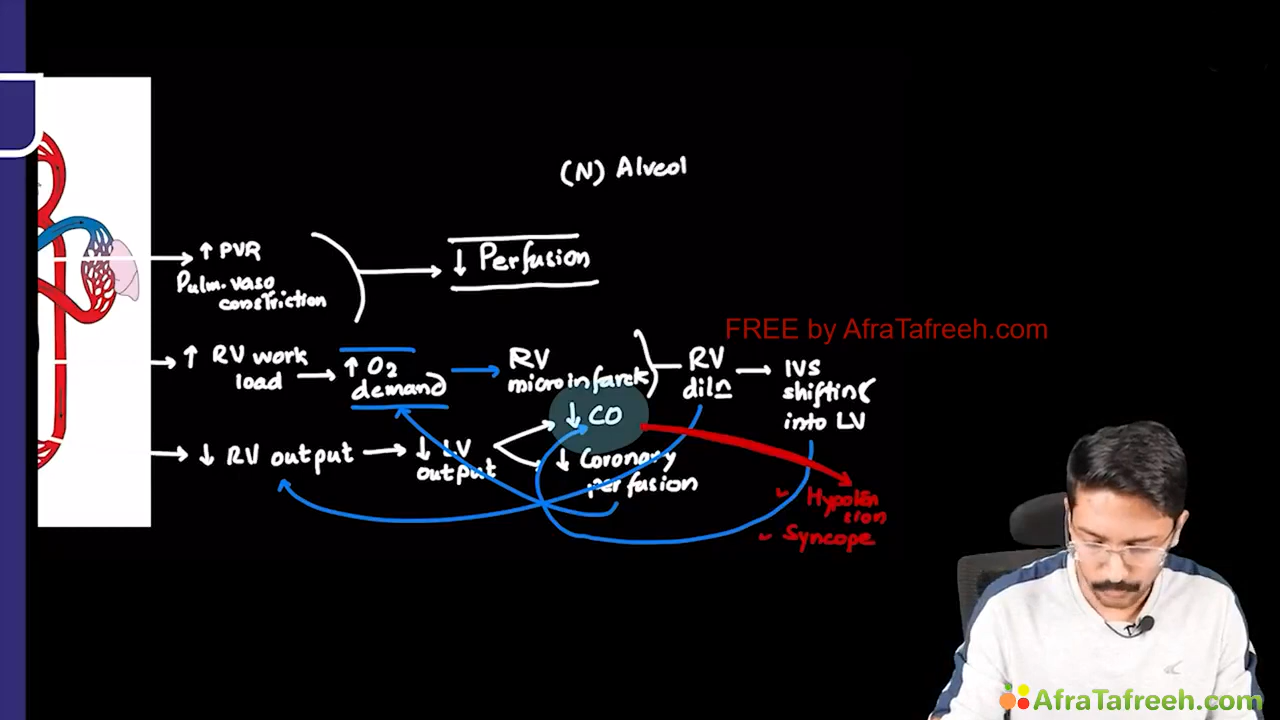 (N) Alveol
↑ PVR
Pulm. vaso
constriction
↓ Perfusion
FREE by AfraTafreeh.com
↑ RV work
load
↑ O2
demand
RV
microinfarcts
RV
diln
IVS
shifting
into LV
↓ CO
↓ RV output
↓ LV
output
↓ Coronary
perfusion
Hypoten
sion
Syncope
AfraTafreeh.com